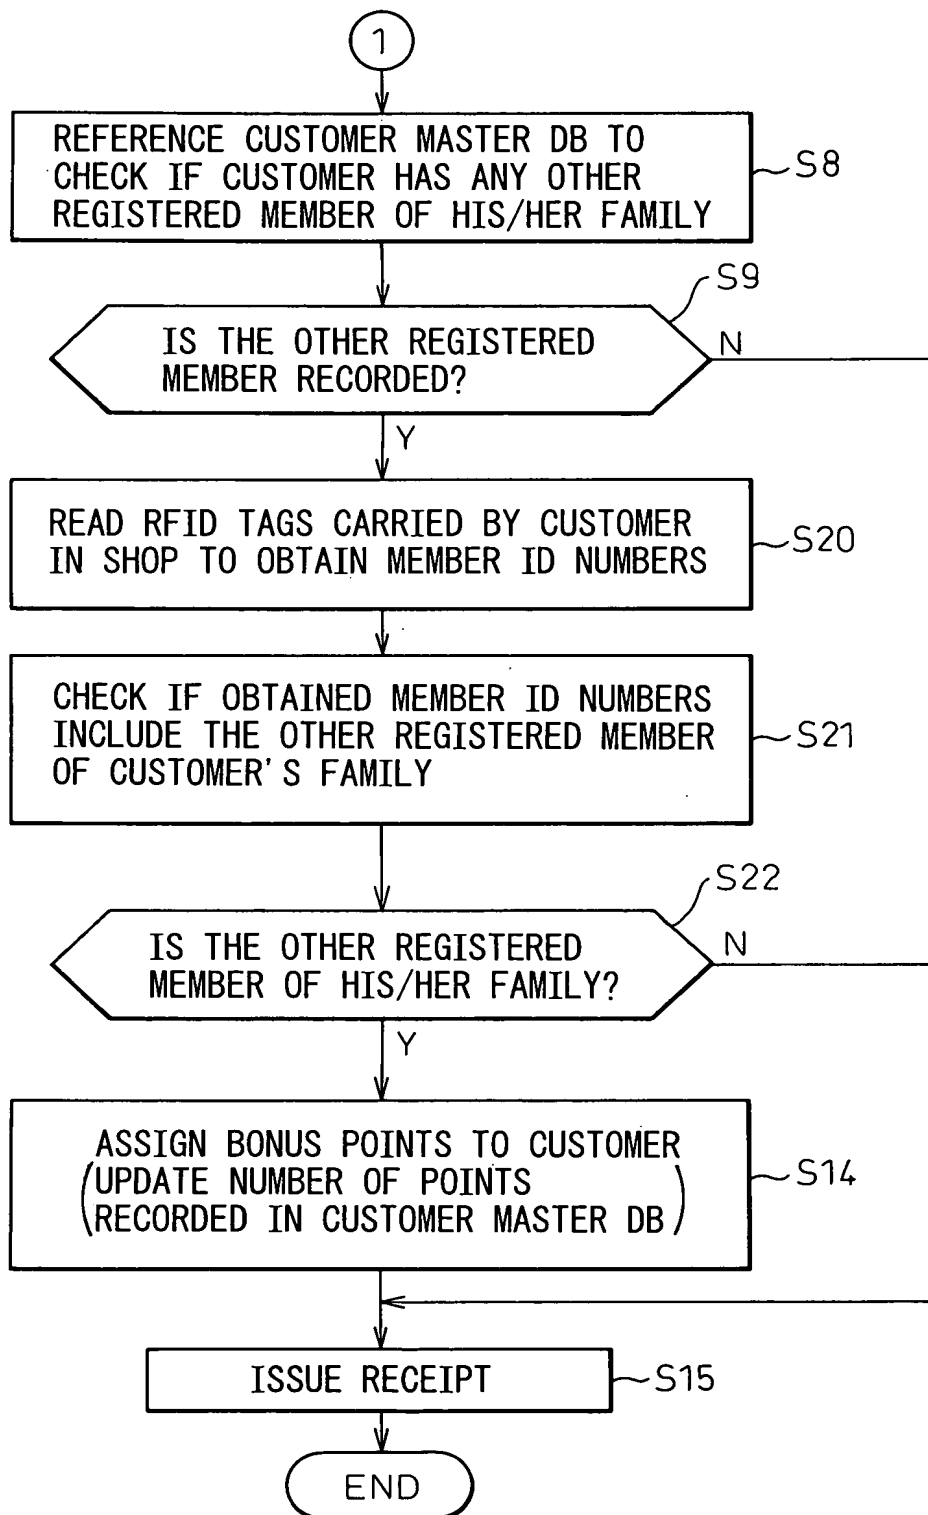 1
REFERENCE CUSTOMER MASTER DB TO
CHECK IF CUSTOMER HAS ANY OTHER
REGISTERED MEMBER OF HIS/HER FAMILY
S8
S9
IS THE OTHER REGISTERED
MEMBER RECORDED?
N
Y
READ RFID TAGS CARRIED BY CUSTOMER
IN SHOP TO OBTAIN MEMBER ID NUMBERS
S20
CHECK IF OBTAINED MEMBER ID NUMBERS
INCLUDE THE OTHER REGISTERED MEMBER
OF CUSTOMER'S FAMILY
S21
S22
IS THE OTHER REGISTERED
MEMBER OF HIS/HER FAMILY?
N
Y
ASSIGN BONUS POINTS TO CUSTOMER
(UPDATE NUMBER OF POINTS
RECORDED IN CUSTOMER MASTER DB)
S14
ISSUE RECEIPT
S15
END